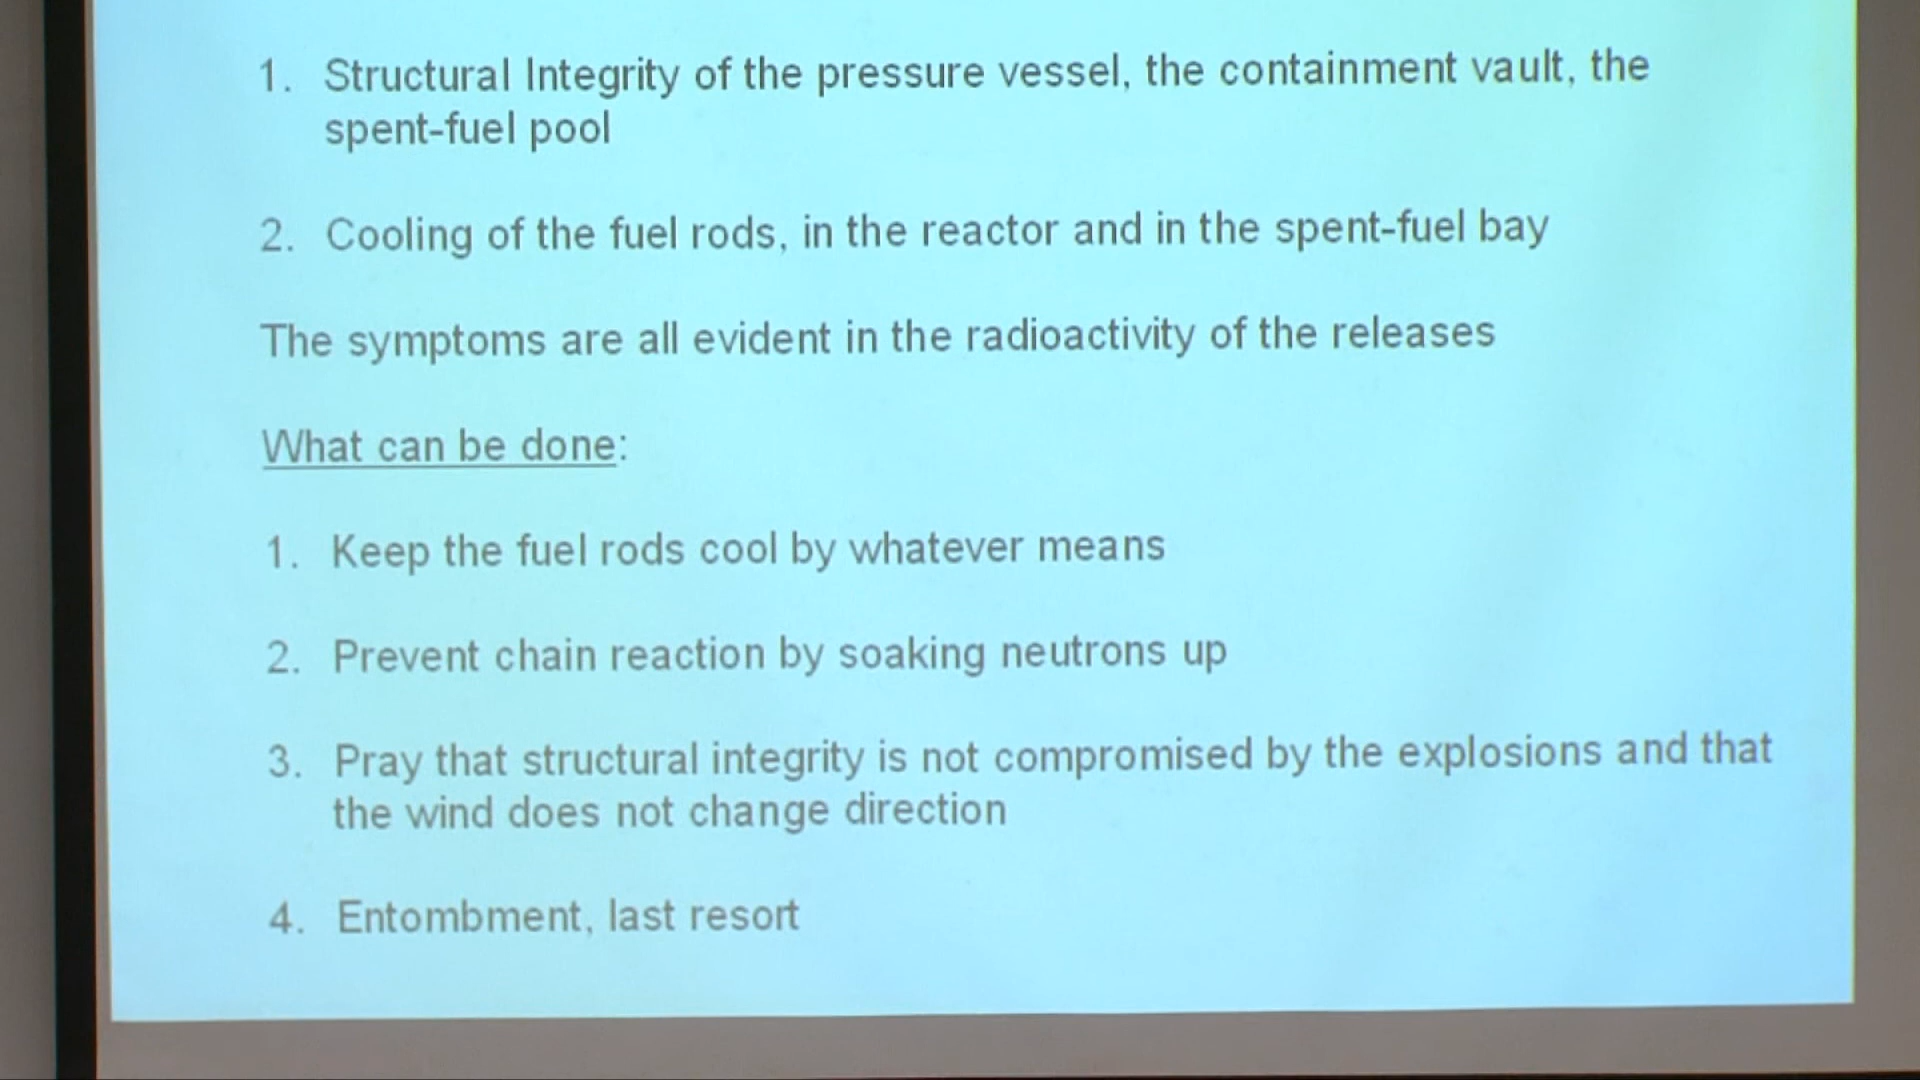 1. Structural Integrity of the pressure vessel, the containment vault, the
spent-fuel pool
2. Cooling of the fuel rods, in the reactor and in the spent-fuel bay
The symptoms are all evident in the radioactivity of the releases
What can be done:
1. Keep the fuel rods cool by whatever means
2. Prevent chain reaction by soaking neutrons up
3. Pray that structural integrity is not compromised by the explosions and that
the wind does not change direction
4. Entombment, last resort